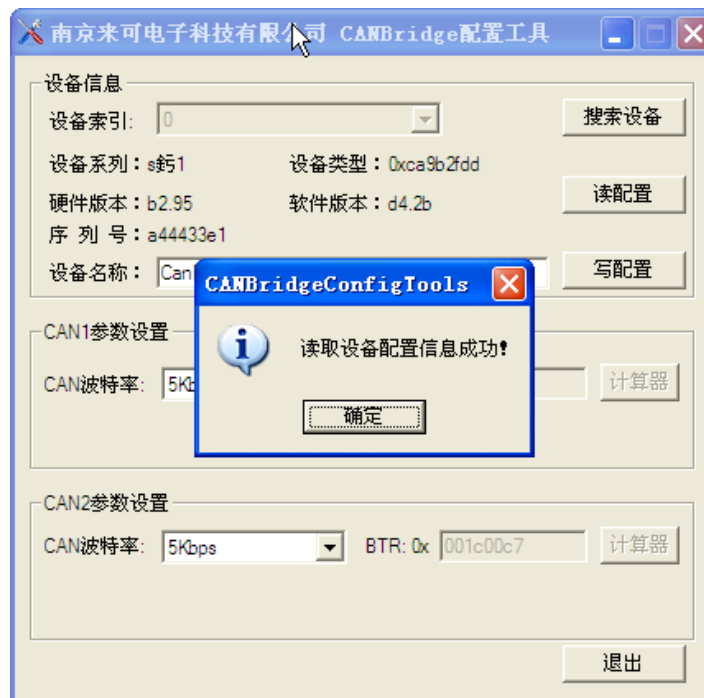 南京来可电子科技有限公司 CANBridge配置工具
设备信息
设备索引: 0
搜索设备
设备系列：s虧1 设备类型：0xca9b2fdd
读配置
硬件版本：b2.95 软件版本：d4.2b
序列号：a44433e1
设备名称： Can
写配置
CANBridgeConfigTools
读取设备配置信息成功!
确定
CAN1参数设置
CAN波特率: 5Kb
计算器
CAN2参数设置
CAN波特率: 5Kbps BTR: 0x 001c00c7
计算器
退出